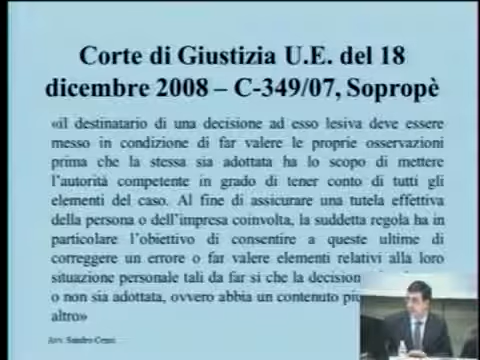 Corte di Giustizia U.E. del 18
dicembre 2008 – C-349/07, Sopropè
«il destinatario di una decisione ad esso lesiva deve essere
messo in condizione di far valere le proprie osservazioni
prima che la stessa sia adottata ha lo scopo di mettere
l'autorità competente in grado di tener conto di tutti gli
elementi del caso. Al fine di assicurare una tutela effettiva
della persona o dell'impresa coinvolta, la suddetta regola ha in
particolare l'obiettivo di consentire a queste ultime di
correggere un errore o far valere elementi relativi alla loro
situazione personale tali da far sì che la decision
o non sia adottata, ovvero abbia un contenuto piu
altro»
Avv. Sandro Cerri